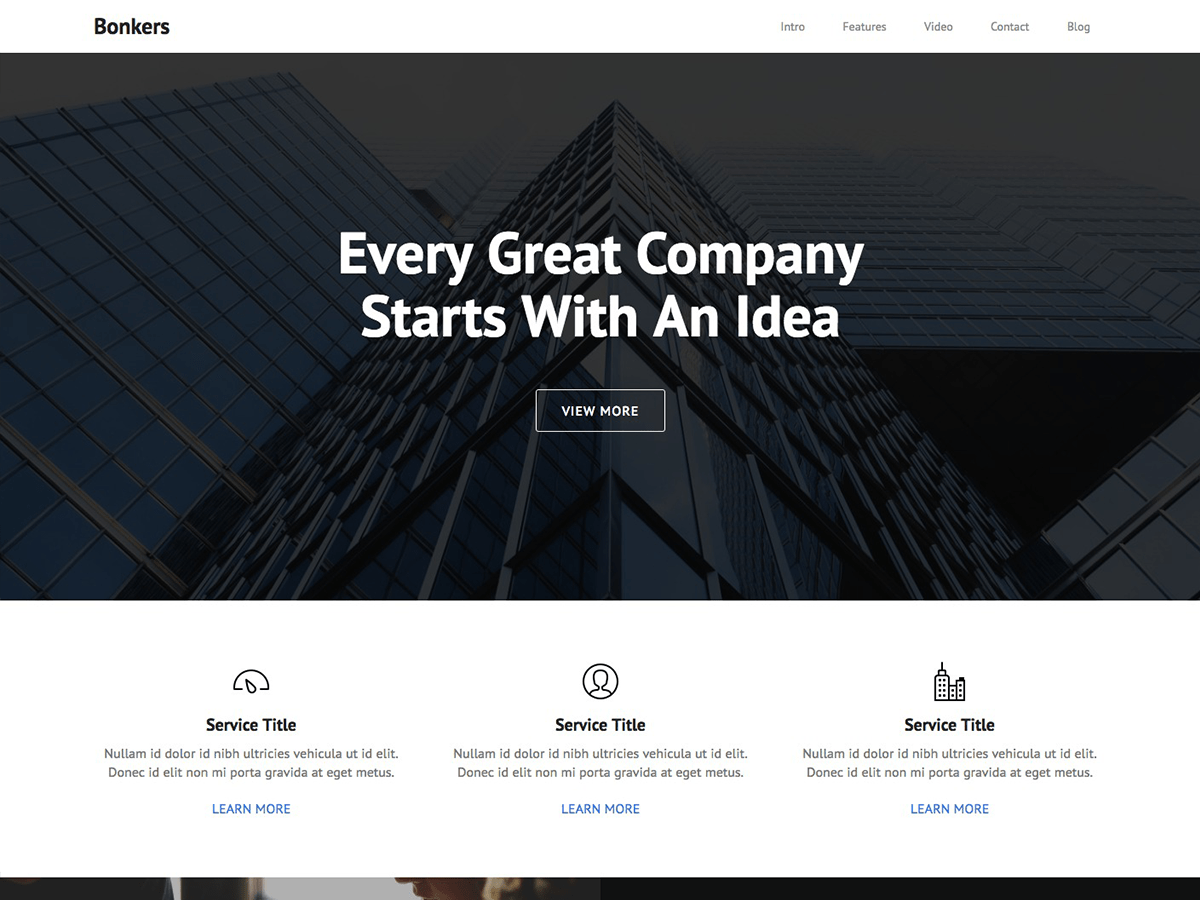 Bonkers
Intro Features Video Contact Blog
Every Great Company
Starts With An Idea
VIEW MORE
Service Title
Nullam id dolor id nibh ultricies vehicula ut id elit.
Donec id elit non mi porta gravida at eget metus.
LEARN MORE
Service Title
Nullam id dolor id nibh ultricies vehicula ut id elit.
Donec id elit non mi porta gravida at eget metus.
LEARN MORE
Service Title
Nullam id dolor id nibh ultricies vehicula ut id elit.
Donec id elit non mi porta gravida at eget metus.
LEARN MORE